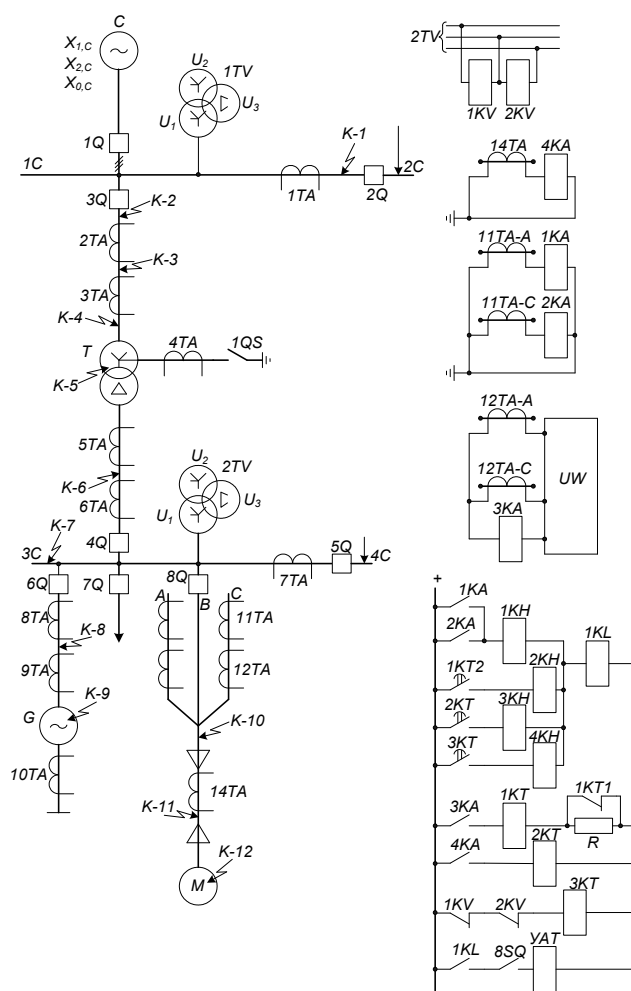 C
X1,C
X2,C
X0,C
U2
1TV
U1
U3
1Q
K-1
1C
2C
3Q
K-2
1TA
2Q
2TA
K-3
3TA
K-4
T
4TA
1QS
K-5
5TA
K-6
6TA
U2
2TV
U1
U3
K-7
4Q
3C
5Q
4C
6Q
7Q
8Q
7TA
A
B
C
8TA
11TA
K-8
9TA
12TA
G
K-9
K-10
10TA
14TA
K-11
K-12
M
2TV
1KV
2KV
14TA
4KA
11TA-A
1KA
11TA-C
2KA
12TA-A
12TA-C
UW
3KA
+
1KA
1KH
1KL
2KA
2KH
1KT2
2KT
3KH
3KT
4KH
1KT
1KT1
3KA
R
4KA
2KT
3KT
1KV
2KV
1KL
8SQ
УАТ